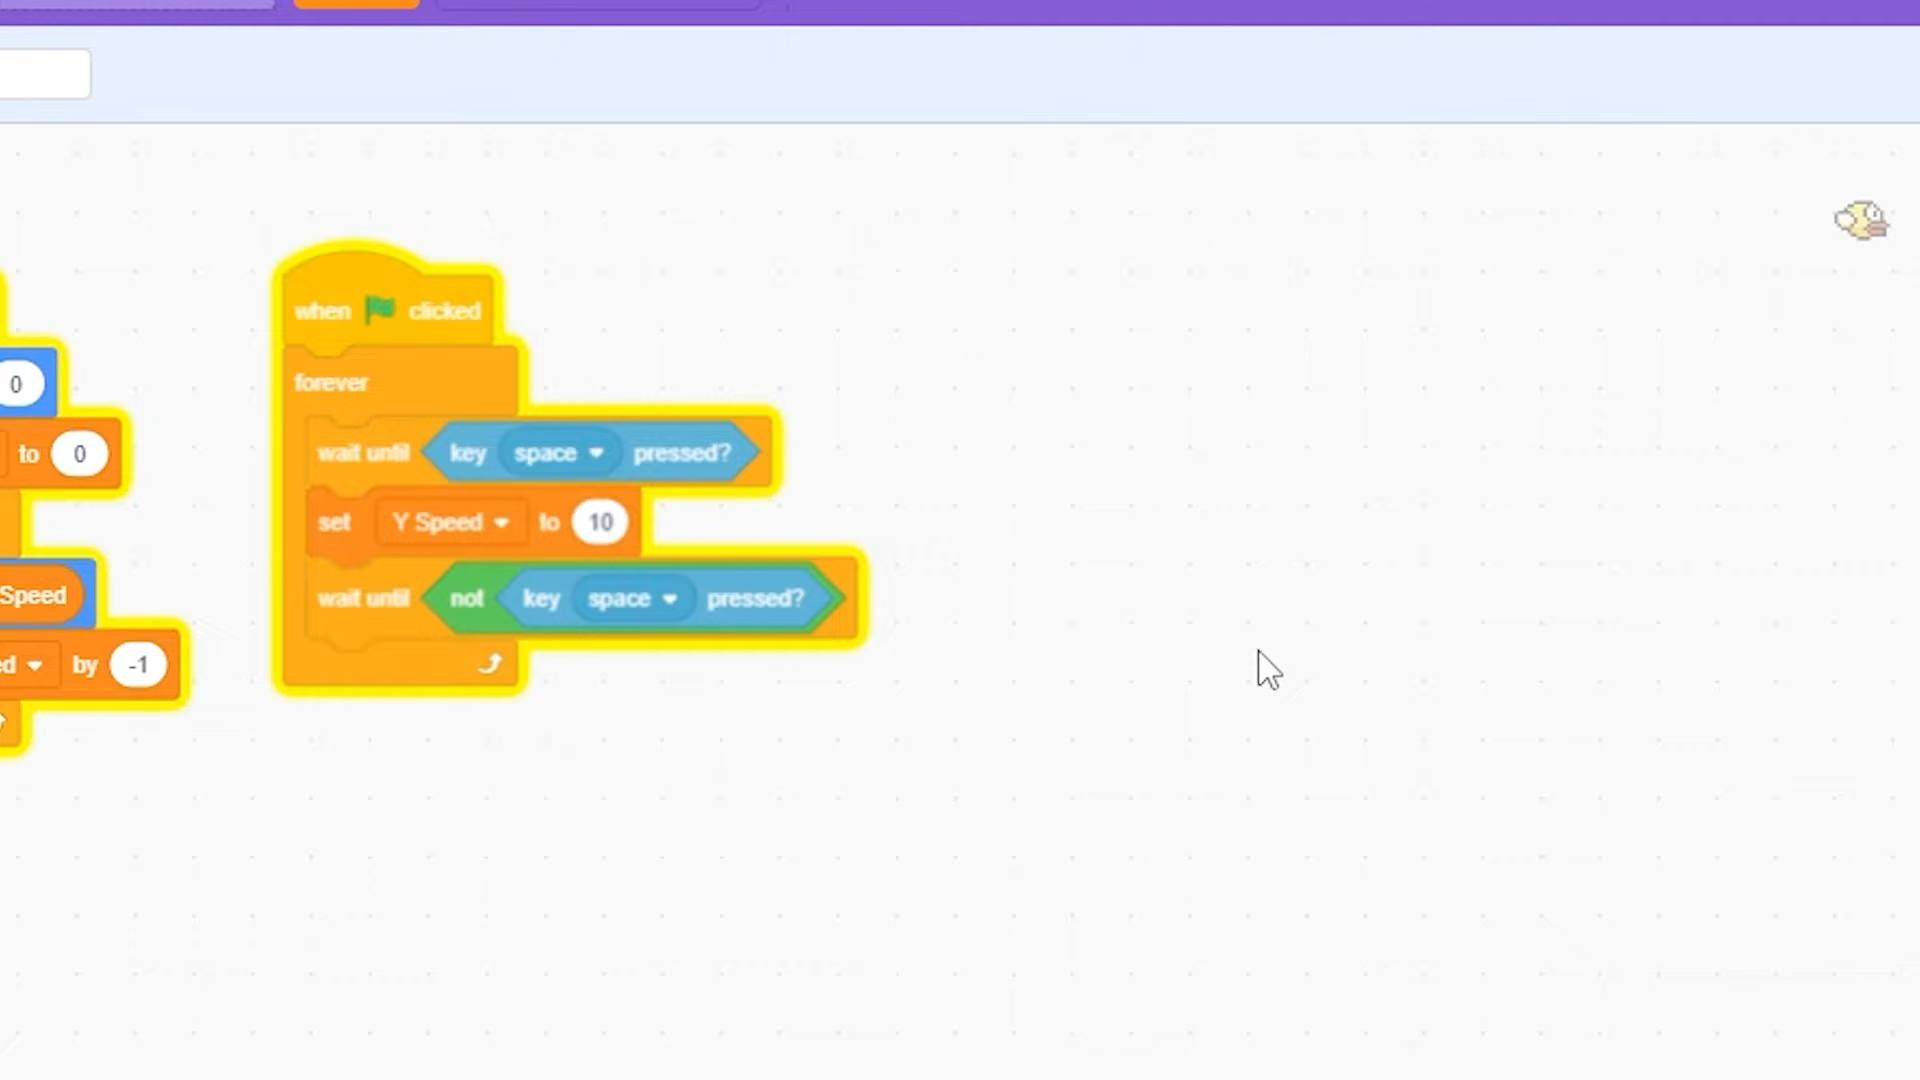 when clicked
forever
wait until key space pressed?
set Y Speed to 10
wait until not key space pressed?
0
to 0
Speed
ed by -1